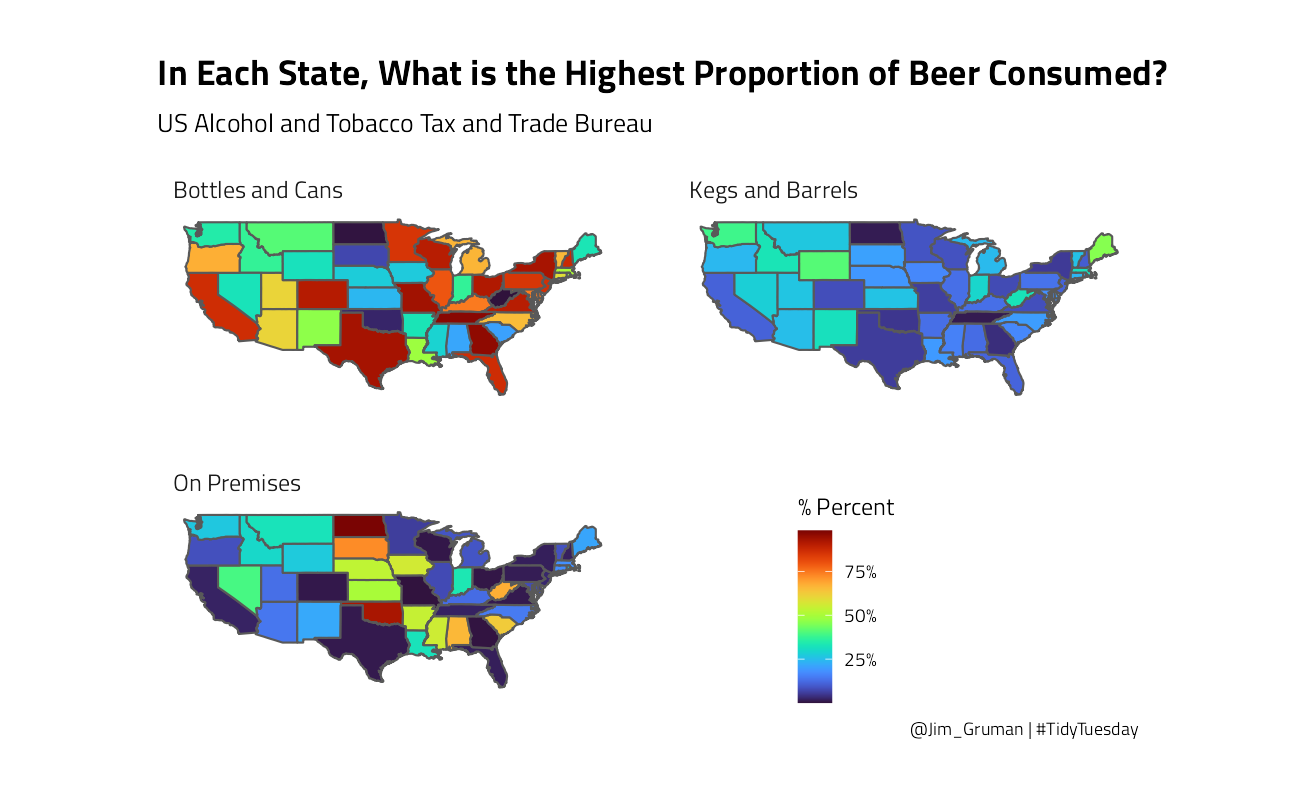 In Each State, What is the Highest Proportion of Beer Consumed?
US Alcohol and Tobacco Tax and Trade Bureau
Bottles and Cans
Kegs and Barrels
On Premises
% Percent
75%
50%
25%
@Jim_Gruman | #TidyTuesday